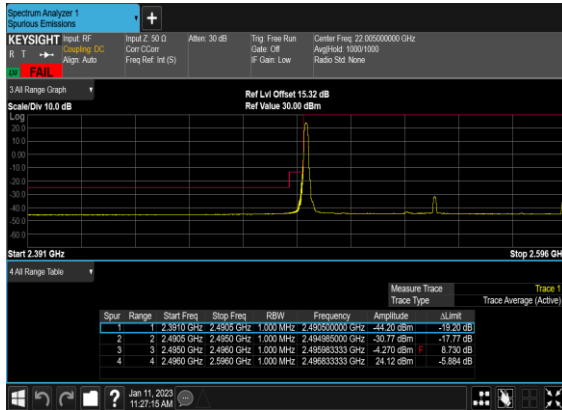 Spectrum Analyzer 1
Spurious Emissions
+
KEYSIGHT Input: RF Input Z: 50 Ω Atten: 30 dB Trig: Free Run Center Freq: 22.005000000 GHz
R T Coupling: DC Corr CCorr Gate: Off Avg|Hold: 1000/1000
Align: Auto Freq Ref: Int (S) IF Gain: Low Radio Std: None
FAIL
3 All Range Graph Ref Lvl Offset 15.32 dB
Scale/Div 10.0 dB Ref Value 30.00 dBm
Log
20.0
10.0
0.00
-10.0
-20.0
-30.0
-40.0
-50.0
-60.0
Start 2.391 GHz Stop 2.596 GHz
4 All Range Table
Measure Trace Trace 1
Trace Type Trace Average (Active)
Spur Range Start Freq Stop Freq RBW Frequency Amplitude ΔLimit
1 1 2.3910 GHz 2.4905 GHz 1.000 MHz 2.490500000 GHz -44.20 dBm -19.20 dB
2 2 2.4905 GHz 2.4950 GHz 1.000 MHz 2.494985000 GHz -30.77 dBm -17.77 dB
3 3 2.4950 GHz 2.4960 GHz 1.000 MHz 2.495983333 GHz -4.270 dBm F 8.730 dB
4 4 2.4960 GHz 2.5960 GHz 1.000 MHz 2.496833333 GHz 24.12 dBm -5.884 dB
? Jan 11, 2023
11:27:15 AM